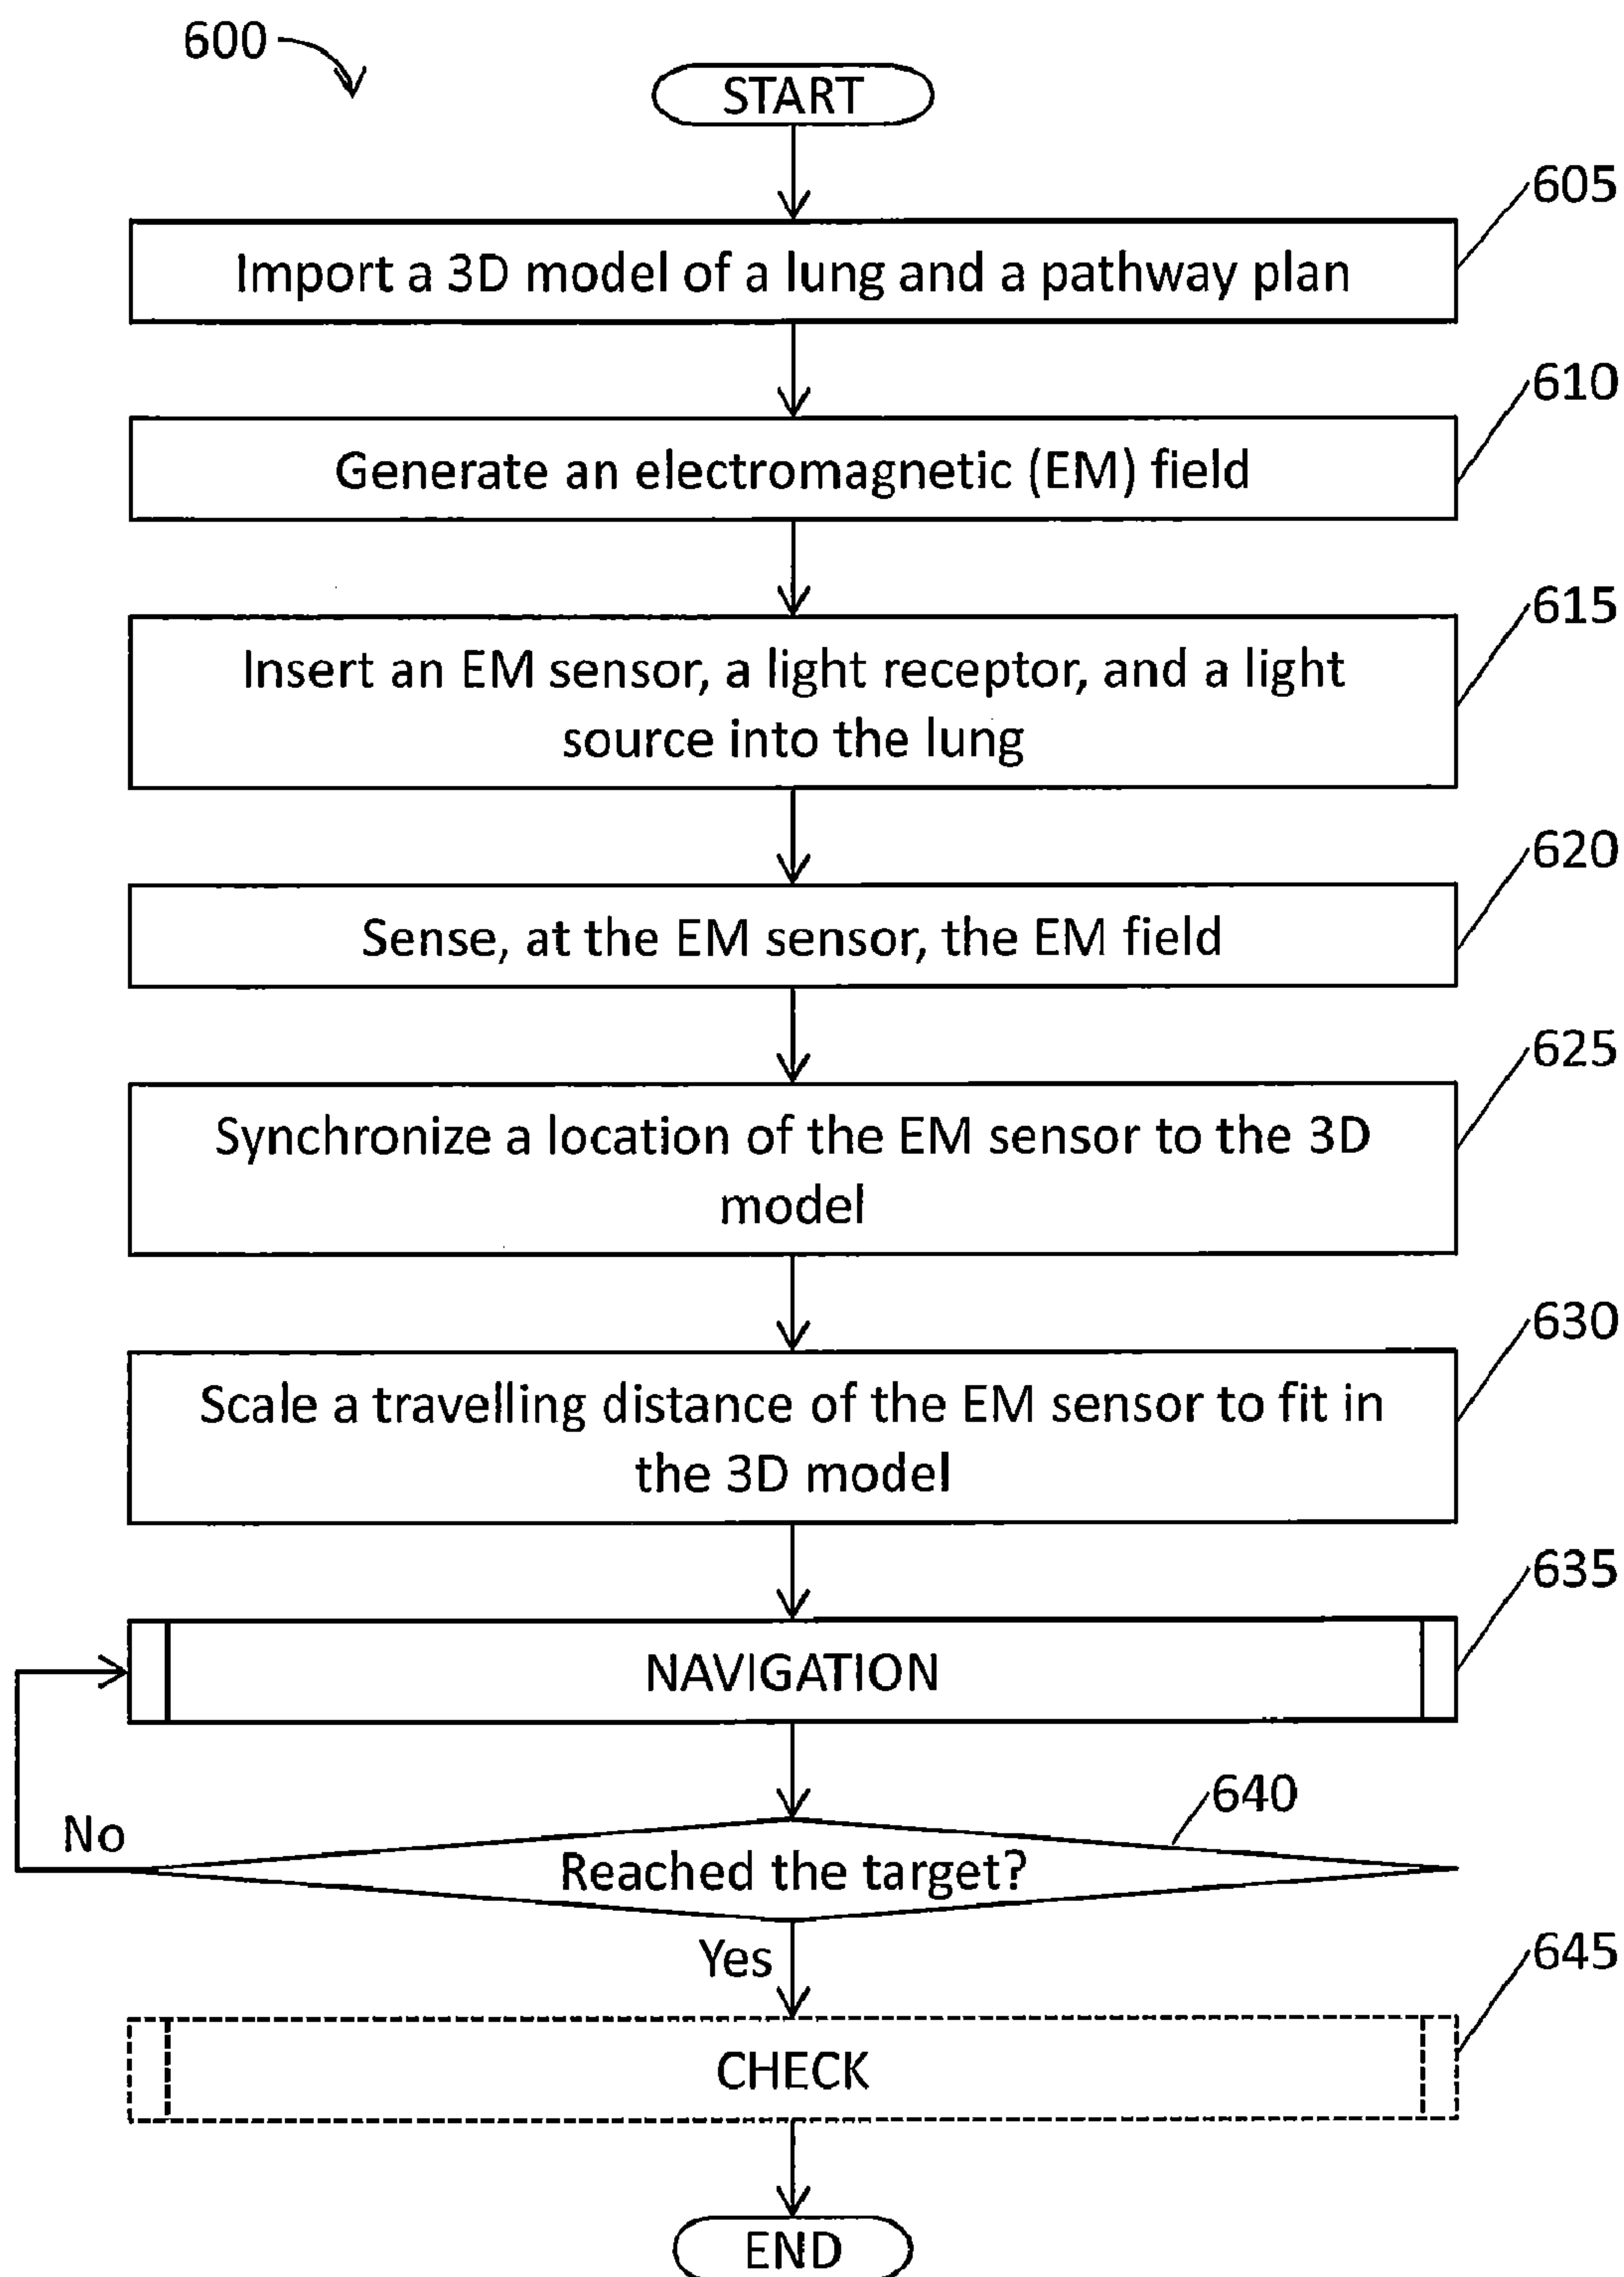 600
START
605
Import a 3D model of a lung and a pathway plan
610
Generate an electromagnetic (EM) field
615
Insert an EM sensor, a light receptor, and a light
source into the lung
620
Sense, at the EM sensor, the EM field
625
Synchronize a location of the EM sensor to the 3D
model
630
Scale a travelling distance of the EM sensor to fit in
the 3D model
635
NAVIGATION
640
No
Reached the target?
Yes
645
CHECK
END